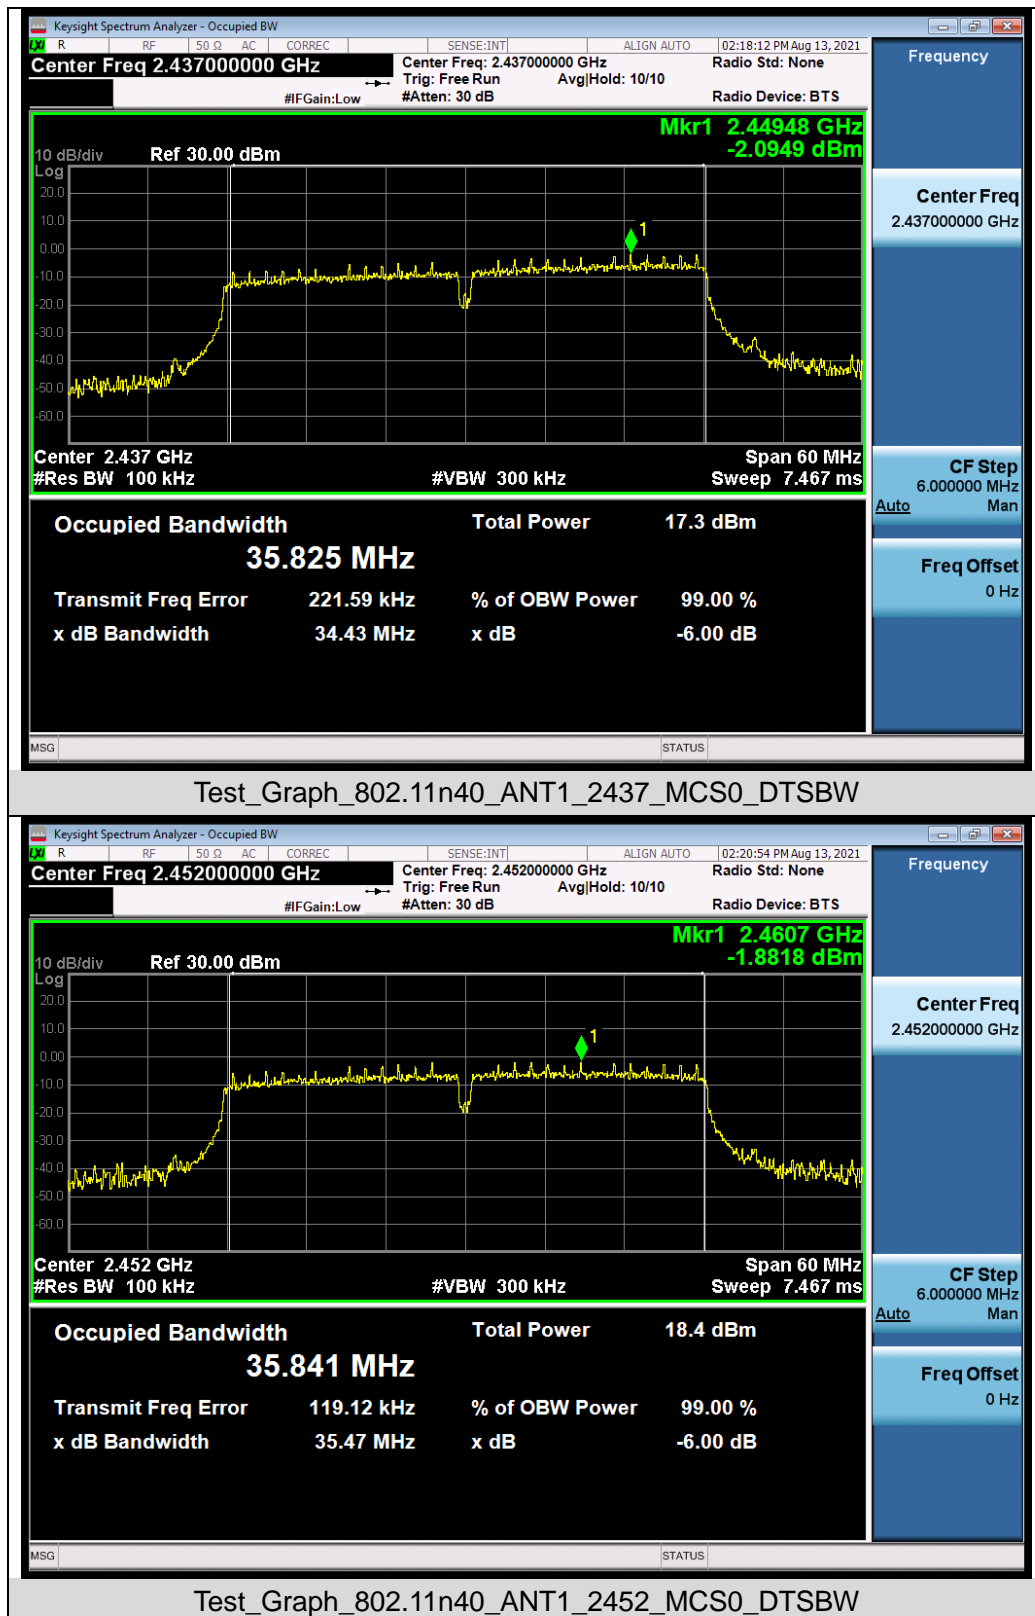 Keysight Spectrum Analyzer - Occupied BW
LXI R RF 50 Ω AC CORREC SENSE:INT ALIGN AUTO 02:18:12 PM Aug 13, 2021
Center Freq 2.437000000 GHz
Center Freq: 2.437000000 GHz
Radio Std: None
Trig: Free Run Avg|Hold: 10/10
#IFGain:Low
#Atten: 30 dB
Radio Device: BTS
Mkr1 2.44948 GHz
-2.0949 dBm
10 dB/div Ref 30.00 dBm
Log
20.0
10.0
0.00
-10.0
-20.0
-30.0
-40.0
-50.0
-60.0
1
Center 2.437 GHz
Span 60 MHz
#Res BW 100 kHz
#VBW 300 kHz
Sweep 7.467 ms
Occupied Bandwidth
35.825 MHz
Total Power 17.3 dBm
Transmit Freq Error 221.59 kHz
% of OBW Power 99.00 %
x dB Bandwidth 34.43 MHz
x dB -6.00 dB
MSG
STATUS
Frequency
Center Freq
2.437000000 GHz
CF Step
6.000000 MHz
Auto Man
Freq Offset
0 Hz
Test_Graph_802.11n40_ANT1_2437_MCS0_DTSBW
Keysight Spectrum Analyzer - Occupied BW
LXI R RF 50 Ω AC CORREC SENSE:INT ALIGN AUTO 02:20:54 PM Aug 13, 2021
Center Freq 2.452000000 GHz
Center Freq: 2.452000000 GHz
Radio Std: None
Trig: Free Run Avg|Hold: 10/10
#IFGain:Low
#Atten: 30 dB
Radio Device: BTS
Mkr1 2.4607 GHz
-1.8818 dBm
10 dB/div Ref 30.00 dBm
Log
20.0
10.0
0.00
-10.0
-20.0
-30.0
-40.0
-50.0
-60.0
1
Center 2.452 GHz
Span 60 MHz
#Res BW 100 kHz
#VBW 300 kHz
Sweep 7.467 ms
Occupied Bandwidth
35.841 MHz
Total Power 18.4 dBm
Transmit Freq Error 119.12 kHz
% of OBW Power 99.00 %
x dB Bandwidth 35.47 MHz
x dB -6.00 dB
MSG
STATUS
Frequency
Center Freq
2.452000000 GHz
CF Step
6.000000 MHz
Auto Man
Freq Offset
0 Hz
Test_Graph_802.11n40_ANT1_2452_MCS0_DTSBW